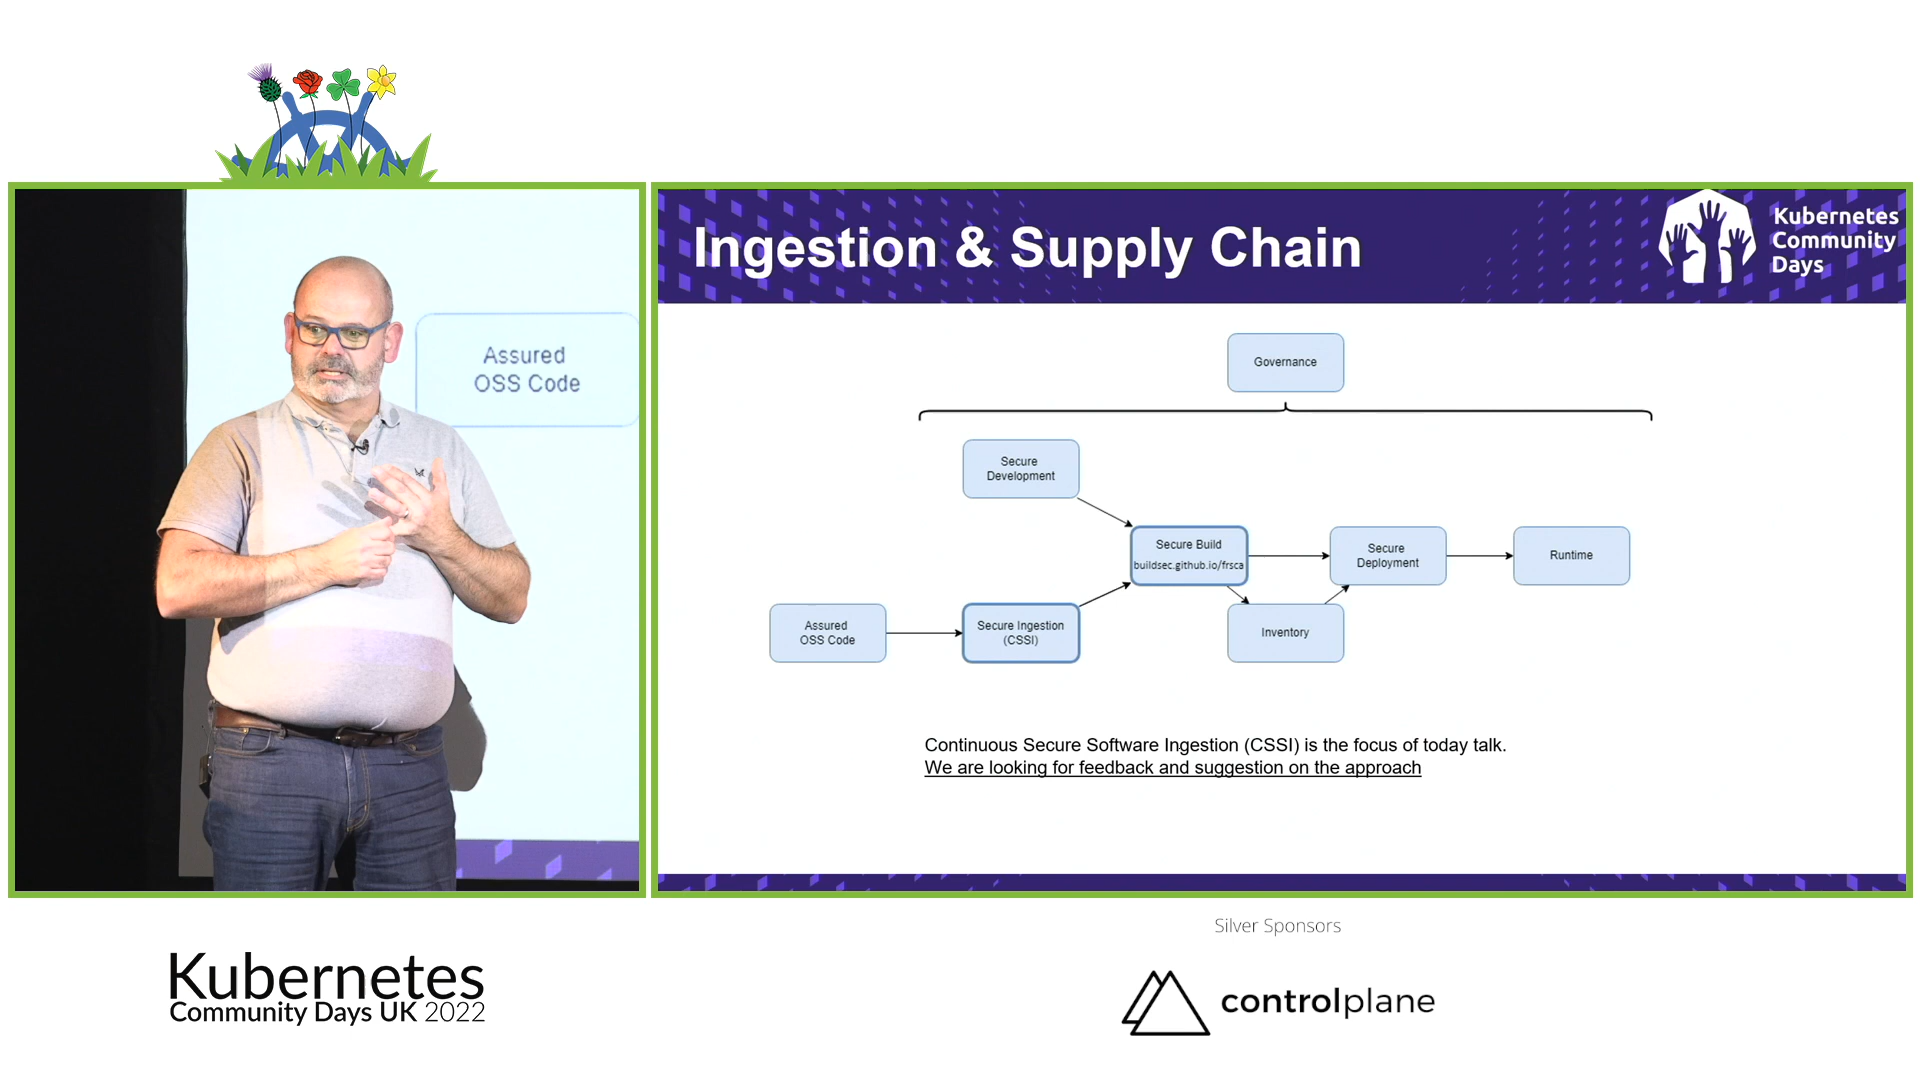 Assured
OSS Code
Ingestion & Supply Chain
Kubernetes
Community
Days
Governance
Secure
Development
Secure Build
buildsec.github.io/frsca
Secure
Deployment
Runtime
Assured
OSS Code
Secure Ingestion
(CSSI)
Inventory
Continuous Secure Software Ingestion (CSSI) is the focus of today talk.
We are looking for feedback and suggestion on the approach
Silver Sponsors
Kubernetes
Community Days UK 2022
controlplane